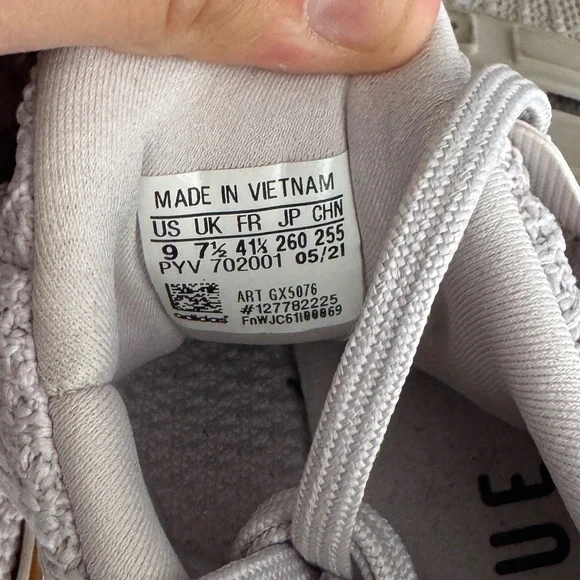 MADE IN VIETNAM
US UK FR JP CHN
9 7½ 41⅓ 260 255
PYV 702001 05/21
ART GX5076
#127782225
adidas FnWJC61I00069
UE